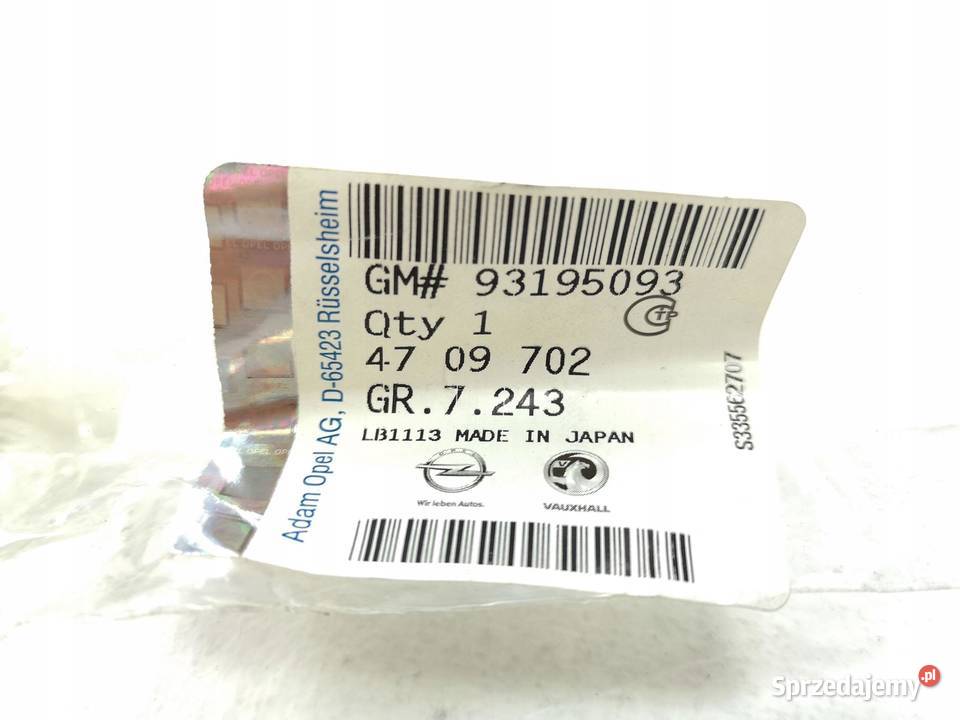 Adam Opel AG, D-65423 Rüsselsheim
GM# 93195093
Qty 1
47 09 702
GR.7.243
LB1113 MADE IN JAPAN
OPEL
Wir leben Autos.
VAUXHALL
Sprzedajemy.pl